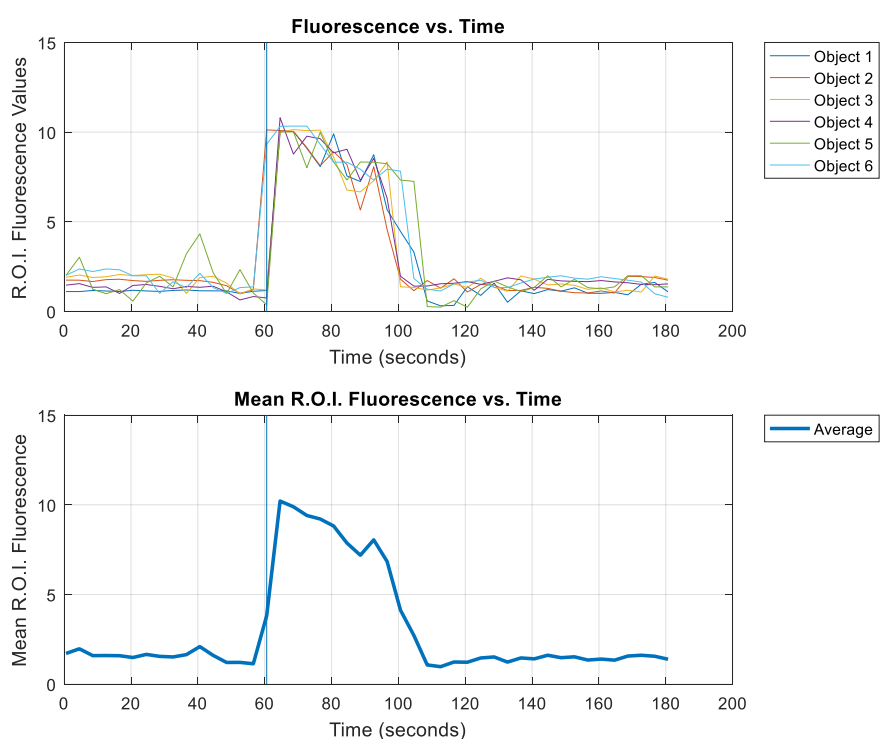 Fluorescence vs. Time
15
10
5
0
R.O.I. Fluorescence Values
0 20 40 60 80 100 120 140 160 180 200
Time (seconds)
Object 1
Object 2
Object 3
Object 4
Object 5
Object 6
Mean R.O.I. Fluorescence vs. Time
15
10
5
0
Mean R.O.I. Fluorescence
0 20 40 60 80 100 120 140 160 180 200
Time (seconds)
Average